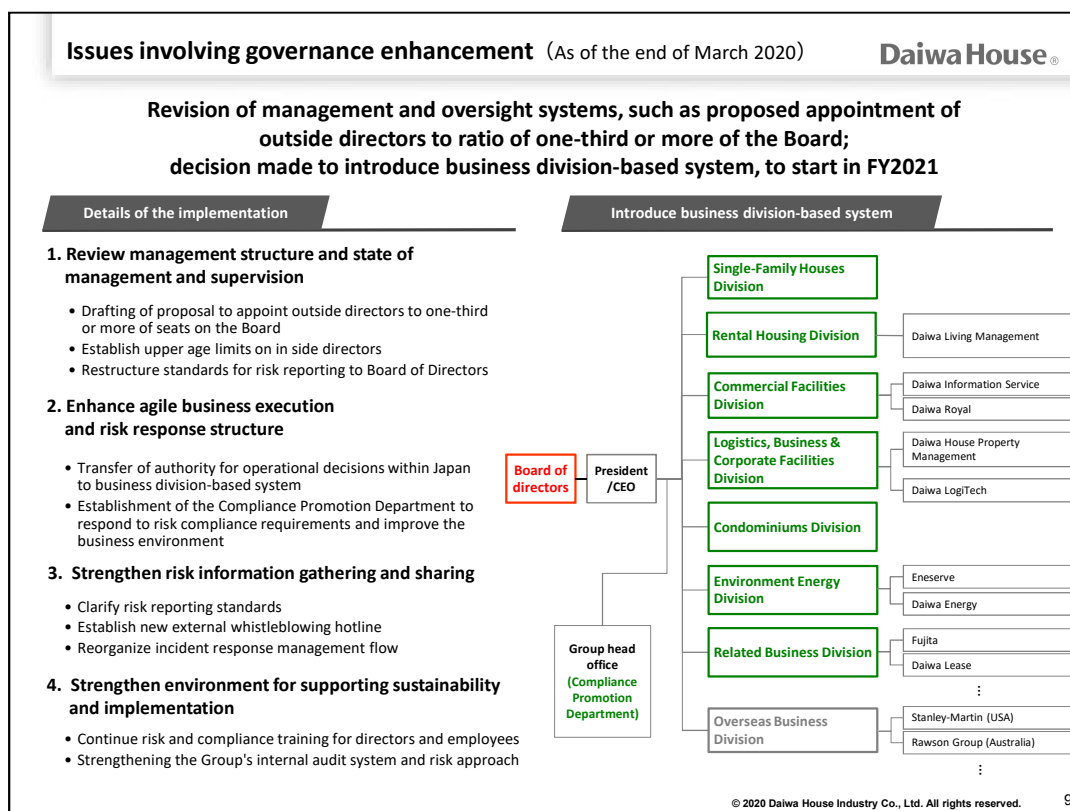 Issues involving governance enhancement（As of the end of March 2020）
Daiwa House®
Revision of management and oversight systems, such as proposed appointment of
outside directors to ratio of one-third or more of the Board;
decision made to introduce business division-based system, to start in FY2021
Details of the implementation
1. Review management structure and state of
management and supervision
• Drafting of proposal to appoint outside directors to one-third
or more of seats on the Board
• Establish upper age limits on in side directors
• Restructure standards for risk reporting to Board of Directors
2. Enhance agile business execution
and risk response structure
• Transfer of authority for operational decisions within Japan
to business division-based system
• Establishment of the Compliance Promotion Department to
respond to risk compliance requirements and improve the
business environment
3. Strengthen risk information gathering and sharing
• Clarify risk reporting standards
• Establish new external whistleblowing hotline
• Reorganize incident response management flow
4. Strengthen environment for supporting sustainability
and implementation
• Continue risk and compliance training for directors and employees
• Strengthening the Group's internal audit system and risk approach
Introduce business division-based system
Board of
directors
President
/CEO
Group head
office
(Compliance
Promotion
Department)
Single-Family Houses
Division
Rental Housing Division
Daiwa Living Management
Commercial Facilities
Division
Daiwa Information Service
Daiwa Royal
Logistics, Business &
Corporate Facilities
Division
Daiwa House Property
Management
Daiwa LogiTech
Condominiums Division
Environment Energy
Division
Eneserve
Daiwa Energy
Related Business Division
Fujita
Daiwa Lease
⋮
Overseas Business
Division
Stanley-Martin (USA)
Rawson Group (Australia)
⋮
© 2020 Daiwa House Industry Co., Ltd. All rights reserved.
9